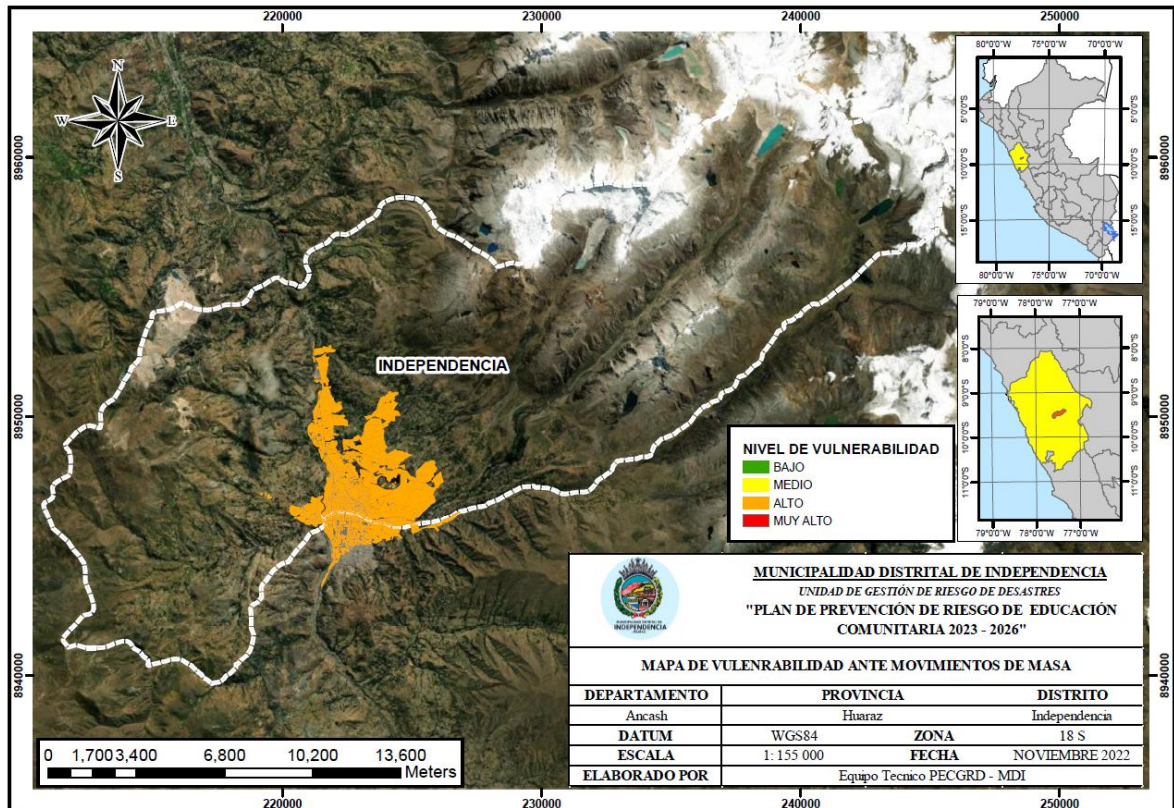 220000 230000 240000 250000
8960000
8950000
8940000
8960000
8950000
8940000
N
W E
S
INDEPENDENCIA
80°0'0"W 75°0'0"W 70°0'0"W
5°0'0"S
10°0'0"S
15°0'0"S
5°0'0"S
10°0'0"S
15°0'0"S
80°0'0"W 75°0'0"W 70°0'0"W
79°0'0"W 78°0'0"W 77°0'0"W
8°0'0"S
9°0'0"S
10°0'0"S
11°0'0"S
8°0'0"S
9°0'0"S
10°0'0"S
11°0'0"S
79°0'0"W 78°0'0"W 77°0'0"W
NIVEL DE VULNERABILIDAD
BAJO
MEDIO
ALTO
MUY ALTO
INDEPENDENCIA
MUNICIPALIDAD DISTRITAL DE INDEPENDENCIA
UNIDAD DE GESTIÓN DE RIESGO DE DESASTRES
"PLAN DE PREVENCIÓN DE RIESGO DE EDUCACIÓN
COMUNITARIA 2023 - 2026"
MAPA DE VULENRABILIDAD ANTE MOVIMIENTOS DE MASA
DEPARTAMENTO PROVINCIA DISTRITO
Ancash Huaraz Independencia
DATUM WGS84 ZONA 18 S
ESCALA 1: 155 000 FECHA NOVIEMBRE 2022
ELABORADO POR Equipo Tecnico PECGRD - MDI
0 1,700 3,400 6,800 10,200 13,600
Meters
220000 230000 240000 250000